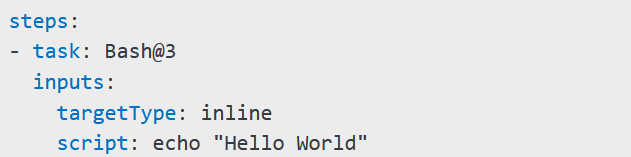 steps:
- task: Bash@3
  inputs:
    targetType: inline
    script: echo "Hello World"